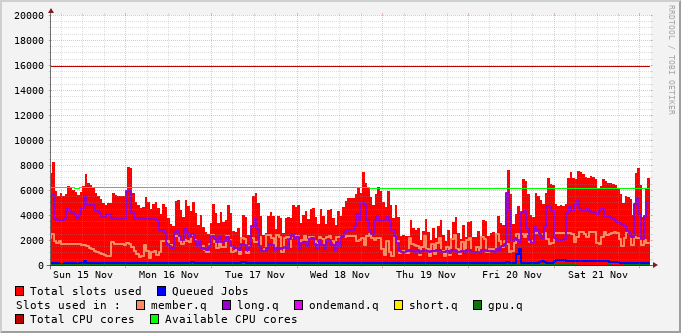 20000
18000
16000
14000
12000
10000
8000
6000
4000
2000
0
Sun 15 Nov Mon 16 Nov Tue 17 Nov Wed 18 Nov Thu 19 Nov Fri 20 Nov Sat 21 Nov
Total slots used Queued Jobs
Slots used in : member.q long.q ondemand.q short.q gpu.q
Total CPU cores Available CPU cores
RRDTOOL / TOBI OETIKER